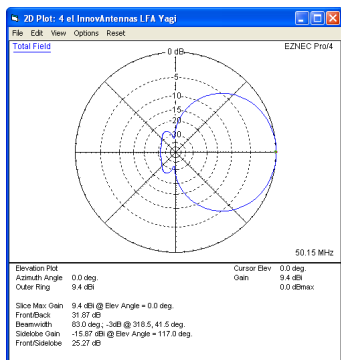 2D Plot: 4 el InnovAntennas LFA Yagi
File Edit View Options Reset
Total Field
EZNEC Pro/4
0 dB
-5
-10
-15
-20
-30
50.15 MHz
Elevation Plot
Azimuth Angle 0.0 deg.
Outer Ring 9.4 dBi
Cursor Elev 0.0 deg.
Gain 9.4 dBi
0.0 dBmax
Slice Max Gain 9.4 dBi @ Elev Angle = 0.0 deg.
Front/Back 31.87 dB
Beamwidth 83.0 deg.; -3dB @ 318.5, 41.5 deg.
Sidelobe Gain -15.87 dBi @ Elev Angle = 117.0 deg.
Front/Sidelobe 25.27 dB